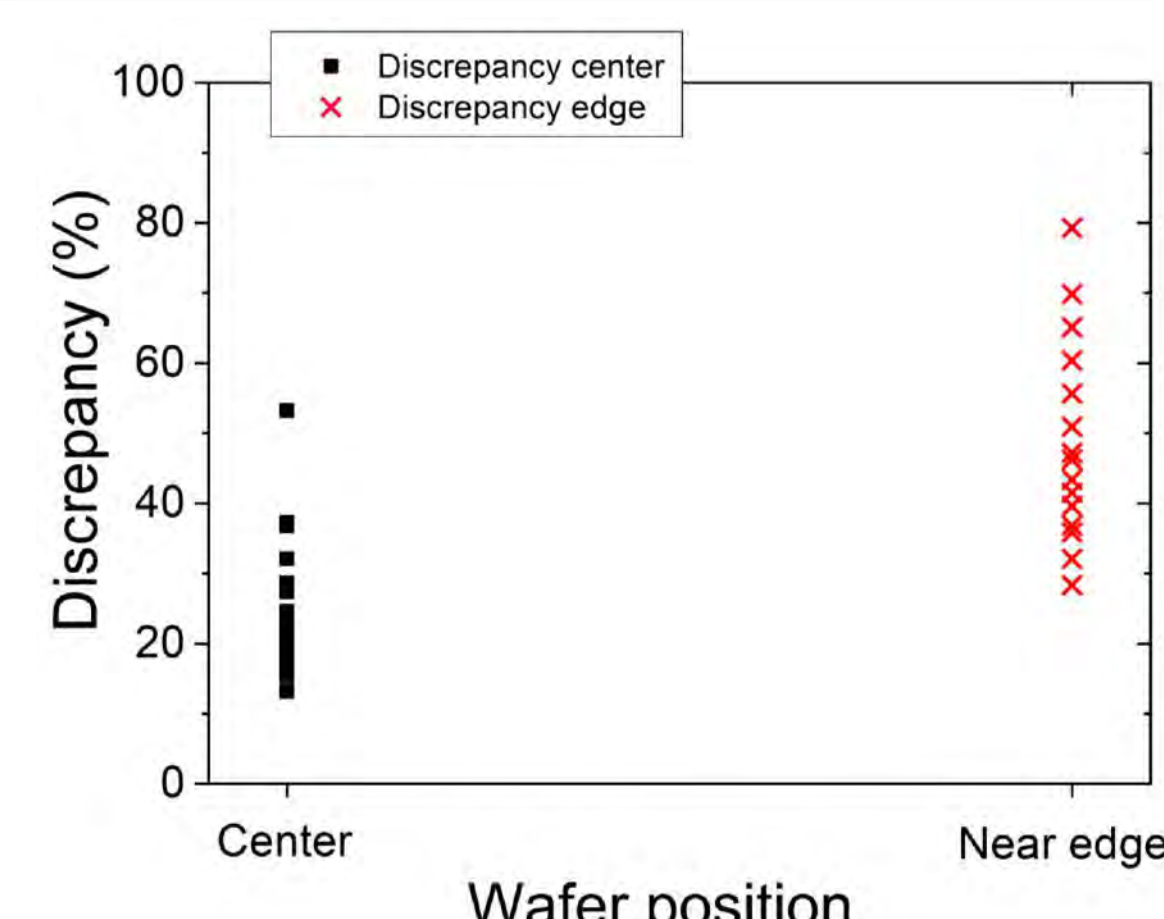 Discrepancy center
Discrepancy edge
100
80
60
40
20
0
Discrepancy (%)
Center
Near edge
Wafer position